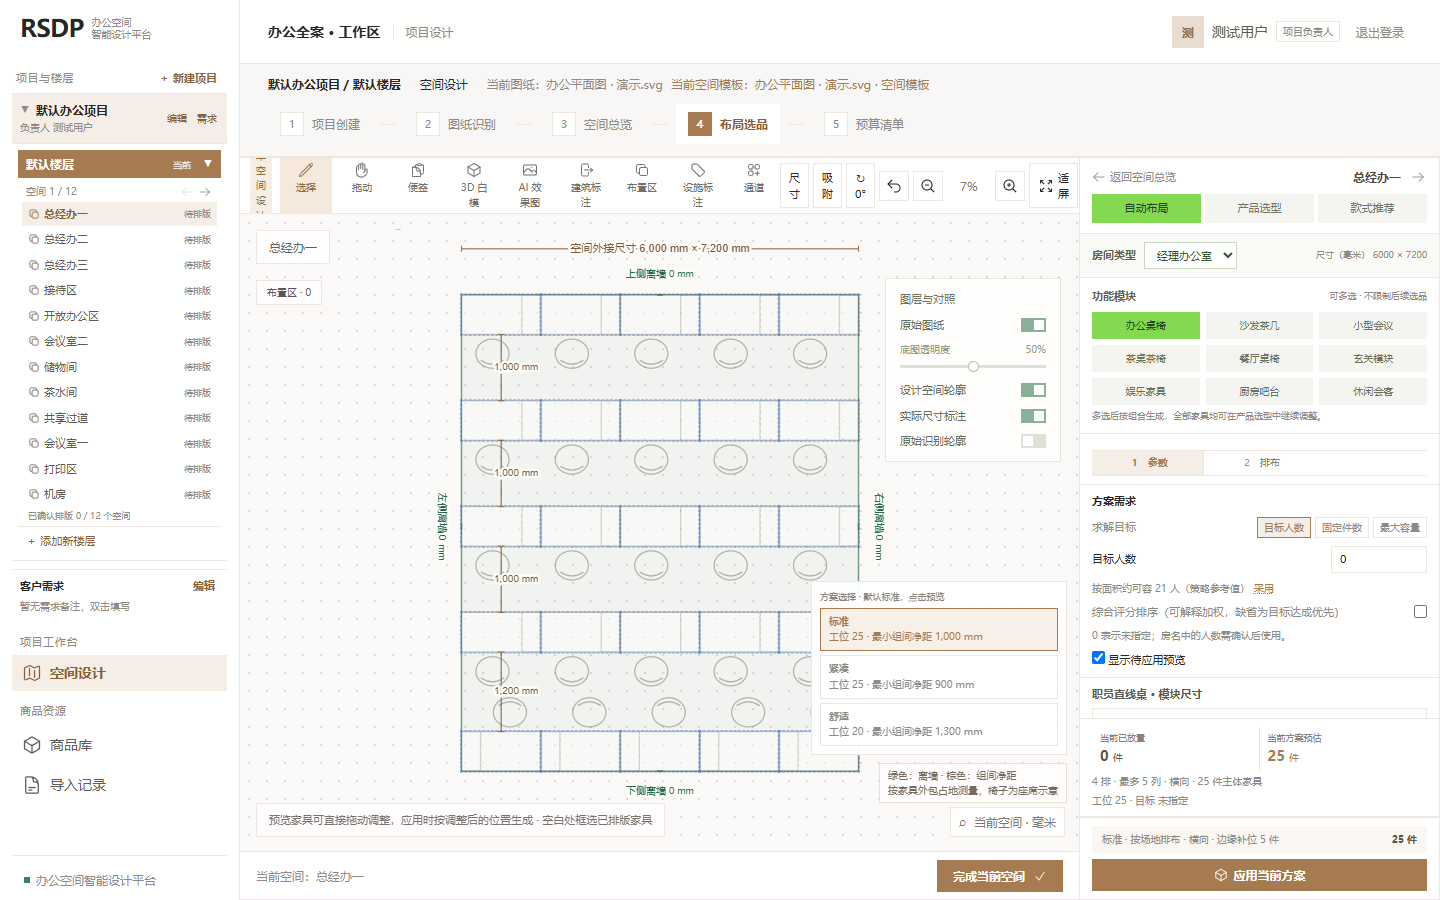 RSDP
办公空间
智能设计平台
办公全案 • 工作区
项目设计
测
测试用户
项目负责人
退出登录
项目与楼层
+ 新建项目
默认办公项目
负责人 测试用户
编辑
需求
默认楼层
当前
空间 1 / 12
总经办一
待排版
总经办二
待排版
总经办三
待排版
接待区
待排版
开放办公区
待排版
会议室二
待排版
储物间
待排版
茶水间
待排版
共享过道
待排版
会议室一
待排版
打印区
待排版
机房
待排版
已确认排版 0 / 12 个空间
+ 添加新楼层
客户需求
编辑
暂无需求备注，双击填写
项目工作台
空间设计
商品资源
商品库
导入记录
办公空间智能设计平台
默认办公项目 / 默认楼层 · 空间设计 · 当前图纸：办公平面图 · 演示.svg 当前空间模板：办公平面图 · 演示.svg · 空间模板
1 项目创建
2 图纸识别
3 空间总览
4 布局选品
5 预算清单
空间设
选择
拖动
便签
3D 白模
AI 效果图
建筑标注
布置区
设施标注
通道
尺寸
吸附
↻ 0°
7%
适屏
总经办一
布置区 · 0
空间外接尺寸 6,000 mm × 7,200 mm
上侧离墙 0 mm
1,000 mm
1,000 mm
左侧离墙 0 mm
右侧离墙 0 mm
1,000 mm
1,200 mm
下侧离墙 0 mm
图层与对照
原始图纸
底图透明度
50%
设计空间轮廓
实际尺寸标注
原始识别轮廓
方案选择 · 默认标准，点击预览
标准
工位 25 · 最小组间净距 1,000 mm
紧凑
工位 25 · 最小组间净距 900 mm
舒适
工位 20 · 最小组间净距 1,300 mm
绿色：离墙 · 棕色：组间净距
按家具外包占地测量，椅子为座席示意
预览家具可直接拖动调整，应用时按调整后的位置生成 · 空白处框选已排版家具
当前空间 · 毫米
当前空间：总经办一
完成当前空间
返回空间总览
总经办一
自动布局
产品选型
款式推荐
房间类型
经理办公室
尺寸（毫米） 6000 × 7200
功能模块
可多选 · 不限制后续选品
办公桌椅
沙发茶几
小型会议
茶桌茶椅
餐厅桌椅
玄关模块
娱乐家具
厨房吧台
休闲会客
多选后按组合生成，全部家具均可在产品选型中继续调整。
1 参数
2 排布
方案需求
求解目标
目标人数
固定件数
最大容量
目标人数
0
按面积约可容 21 人（策略参考值） 采用
综合评分排序（可解释加权，缺省为目标达成优先）
0 表示未指定；房名中的人数需确认后使用。
显示待应用预览
职员直线桌 • 模块尺寸
当前已放量
0 件
当前方案预估
25 件
4 排 · 最多 5 列 · 横向 · 25 件主体家具
工位 25 · 目标 未指定
标准 · 按场地排布 · 横向 · 边缘补位 5 件
25 件
应用当前方案